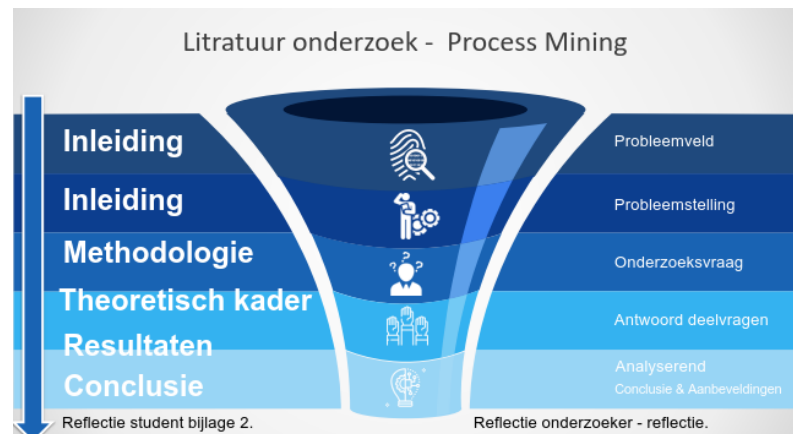 Litratuur onderzoek - Process Mining
Inleiding
Probleemveld
Inleiding
Probleemstelling
Methodologie
Onderzoeksvraag
Theoretisch kader
Antwoord deelvragen
Resultaten
Analyserend
Conclusie
Conclusie & Aanbeveldingen
Reflectie student bijlage 2.
Reflectie onderzoeker - reflectie.